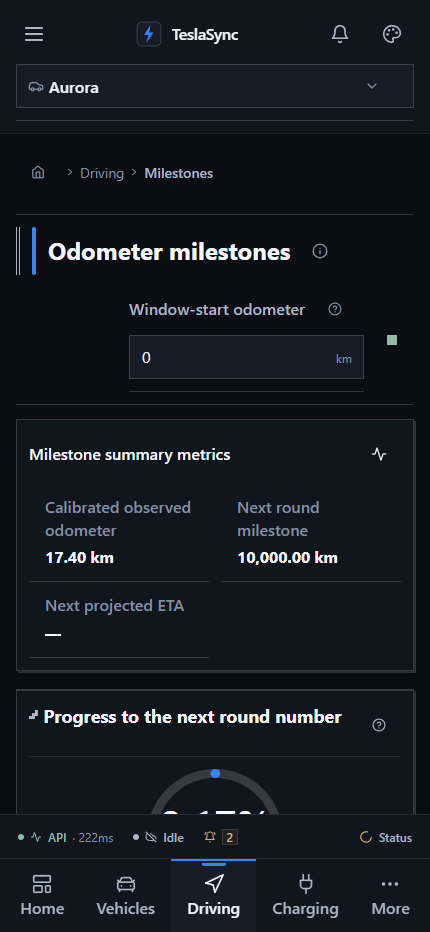 TeslaSync
Aurora
Driving
Milestones
Odometer milestones
Window-start odometer
0
km
Milestone summary metrics
Calibrated observed
odometer
17.40 km
Next round
milestone
10,000.00 km
Next projected ETA
—
Progress to the next round number
API · 222ms
Idle
2
Status
Home
Vehicles
Driving
Charging
More